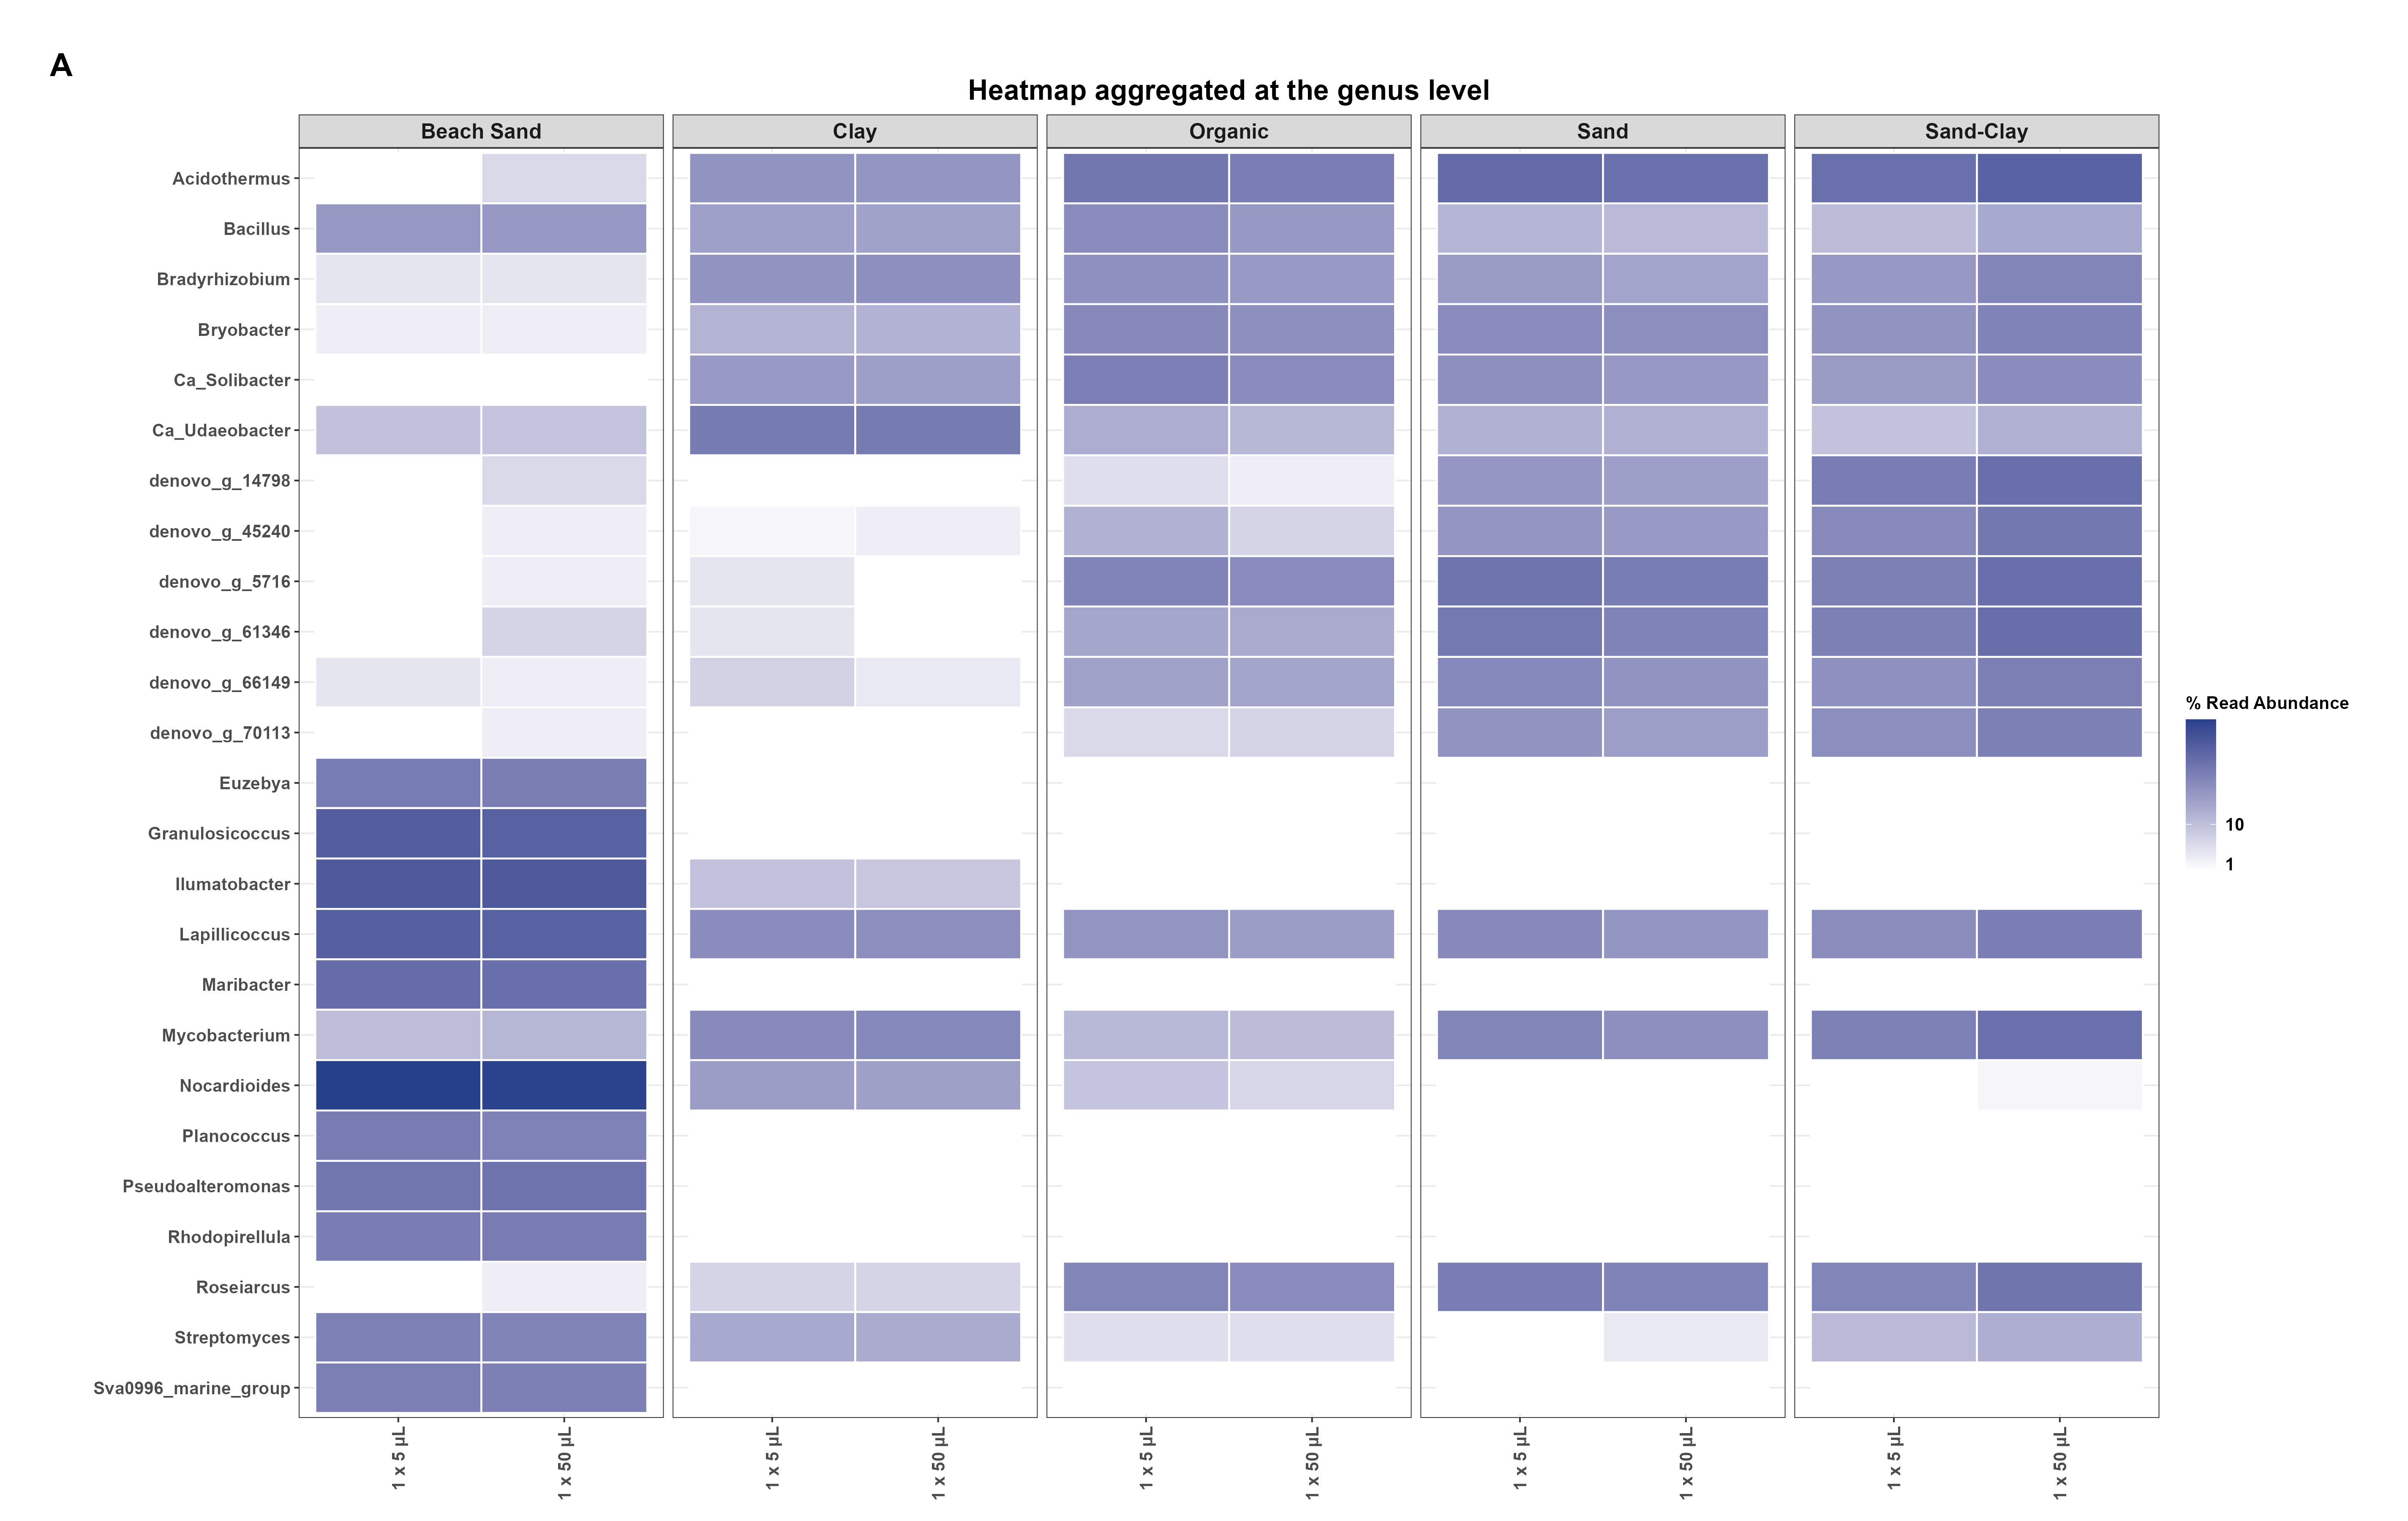 A
Heatmap aggregated at the genus level
Beach Sand Clay Organic Sand Sand-Clay
Acidothermus
Bacillus
Bradyrhizobium
Bryobacter
Ca_Solibacter
Ca_Udaeobacter
denovo_g_14798
denovo_g_45240
denovo_g_5716
denovo_g_61346
denovo_g_66149
denovo_g_70113
Euzebya
Granulosicoccus
Ilumatobacter
Lapillicoccus
Maribacter
Mycobacterium
Nocardioides
Planococcus
Pseudoalteromonas
Rhodopirellula
Roseiarcus
Streptomyces
Sva0996_marine_group
1 x 5 µL
1 x 50 µL
1 x 5 µL
1 x 50 µL
1 x 5 µL
1 x 50 µL
1 x 5 µL
1 x 50 µL
1 x 5 µL
1 x 50 µL
% Read Abundance
10
1